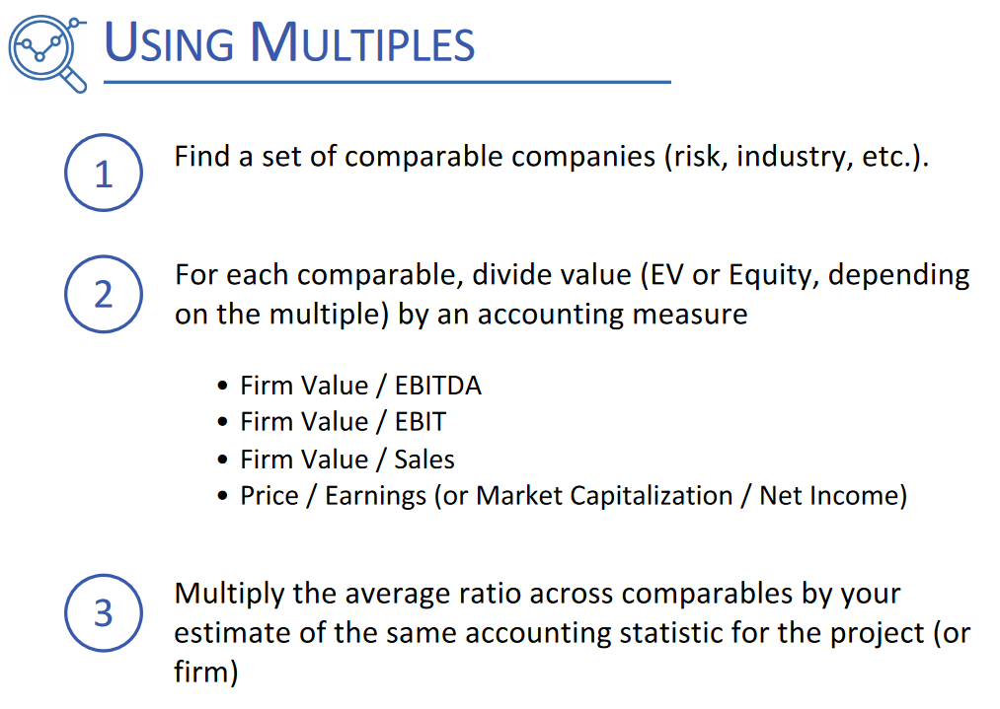 USING MULTIPLES
1
Find a set of comparable companies (risk, industry, etc.).
2
For each comparable, divide value (EV or Equity, depending
on the multiple) by an accounting measure
• Firm Value / EBITDA
• Firm Value / EBIT
• Firm Value / Sales
• Price / Earnings (or Market Capitalization / Net Income)
3
Multiply the average ratio across comparables by your
estimate of the same accounting statistic for the project (or
firm)